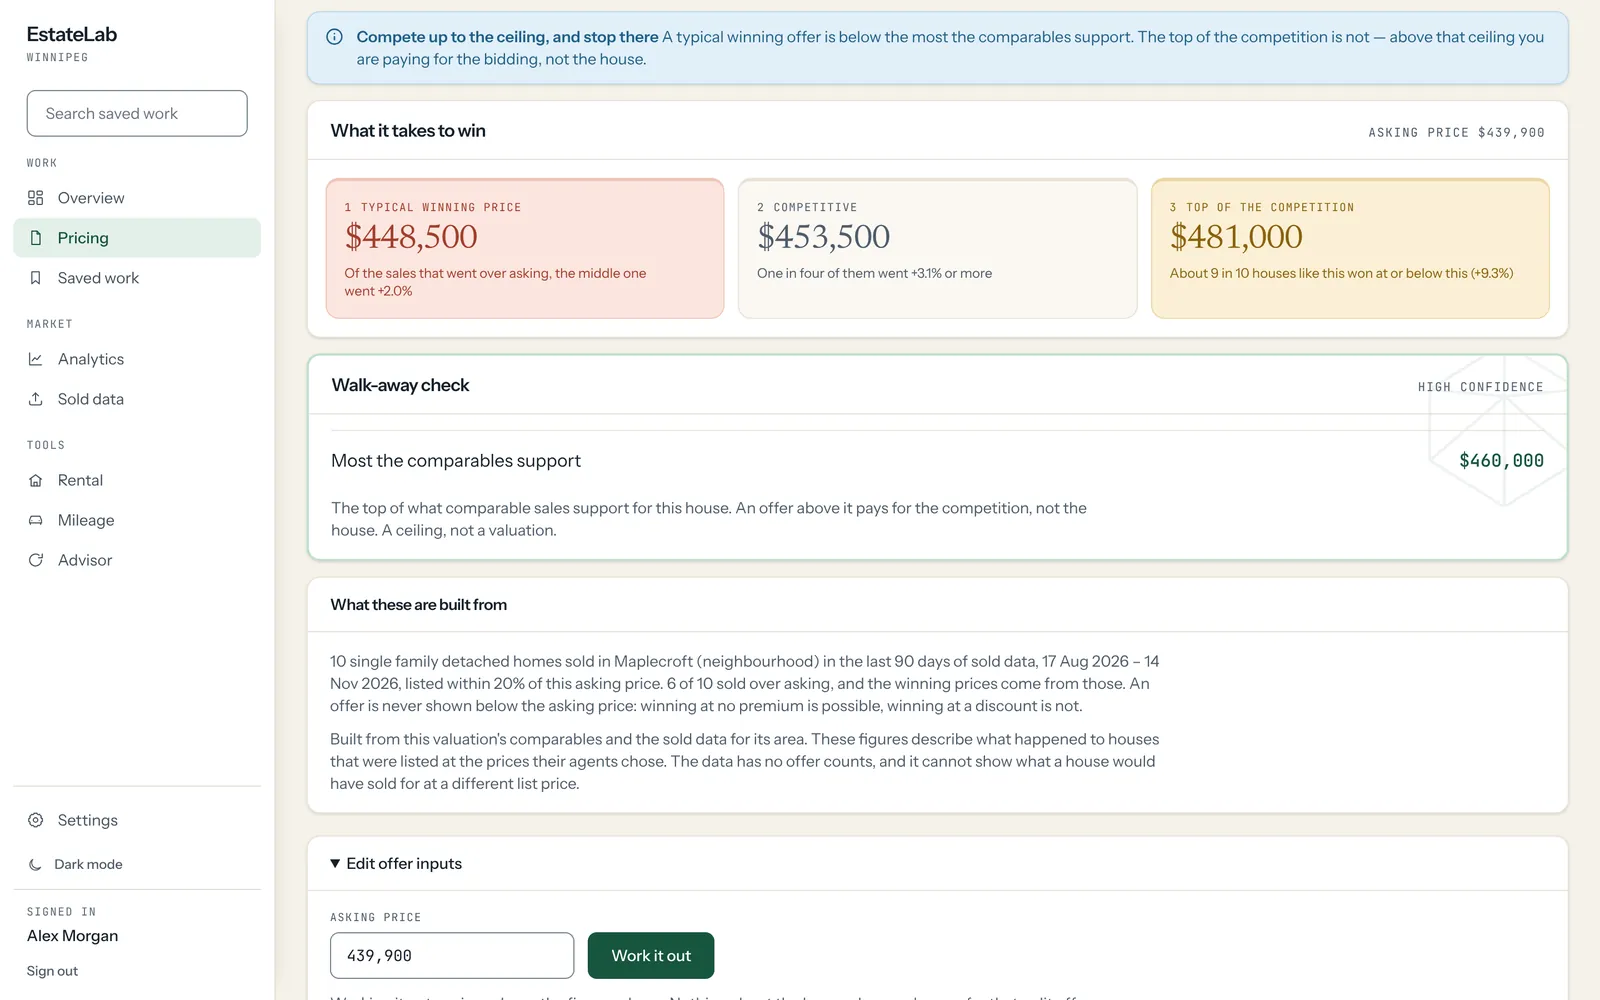 EstateLab
WINNIPEG
Search saved work
WORK
Overview
Pricing
Saved work
MARKET
Analytics
Sold data
TOOLS
Rental
Mileage
Advisor
Settings
Dark mode
SIGNED IN
Alex Morgan
Sign out
Compete up to the ceiling, and stop there A typical winning offer is below the most the comparables support. The top of the competition is not — above that ceiling you
are paying for the bidding, not the house.
What it takes to win
ASKING PRICE $439,900
1 TYPICAL WINNING PRICE
$448,500
Of the sales that went over asking, the middle one
went +2.0%
2 COMPETITIVE
$453,500
One in four of them went +3.1% or more
3 TOP OF THE COMPETITION
$481,000
About 9 in 10 houses like this won at or below this (+9.3%)
Walk-away check
HIGH CONFIDENCE
Most the comparables support
$460,000
The top of what comparable sales support for this house. An offer above it pays for the competition, not the
house. A ceiling, not a valuation.
What these are built from
10 single family detached homes sold in Maplecroft (neighbourhood) in the last 90 days of sold data, 17 Aug 2026 – 14
Nov 2026, listed within 20% of this asking price. 6 of 10 sold over asking, and the winning prices come from those. An
offer is never shown below the asking price: winning at no premium is possible, winning at a discount is not.
Built from this valuation's comparables and the sold data for its area. These figures describe what happened to houses
that were listed at the prices their agents chose. The data has no offer counts, and it cannot show what a house would
have sold for at a different list price.
▼ Edit offer inputs
ASKING PRICE
439,900
Work it out